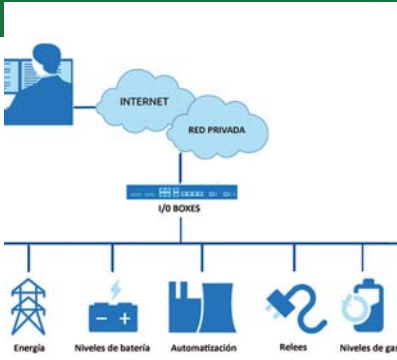 INTERNET
RED PRIVADA
I/0 BOXES
Energía
Niveles de batería
Automatización
Relees
Niveles de gas